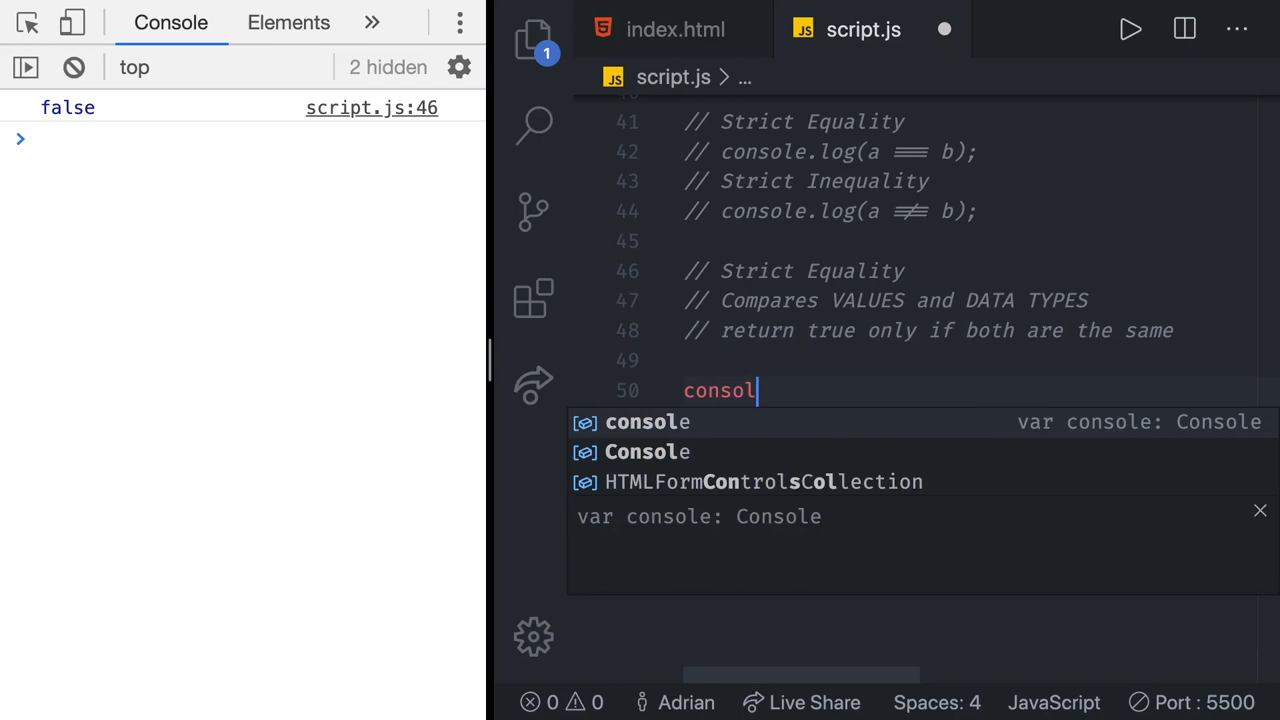 Console Elements
top 2 hidden
false script.js:46
1
index.html JS script.js
JS script.js > ...
41 // Strict Equality
42 // console.log(a === b);
43 // Strict Inequality
44 // console.log(a !== b);
45
46 // Strict Equality
47 // Compares VALUES and DATA TYPES
48 // return true only if both are the same
49
50 consol
console var console: Console
Console
HTMLFormControlsCollection
var console: Console
0 0 Adrian Live Share Spaces: 4 JavaScript Port : 5500